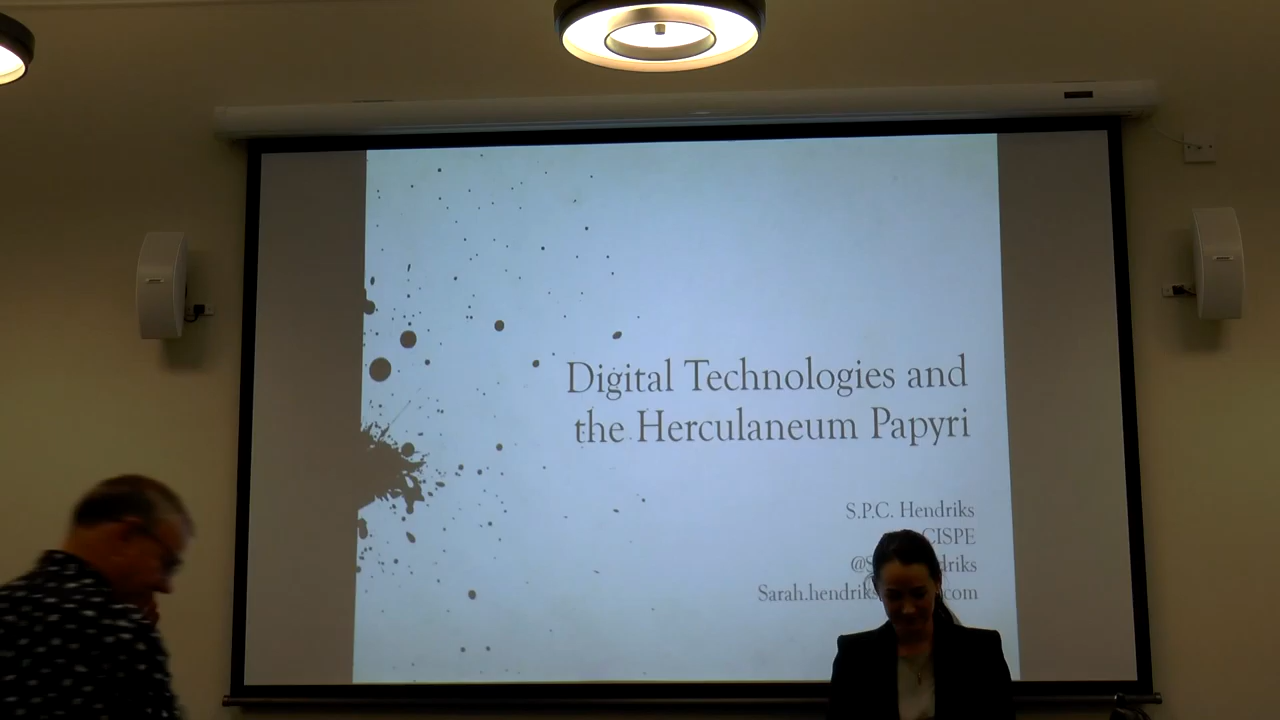 Digital Technologies and
the Herculaneum Papyri
S.P.C. Hendriks
CISPE